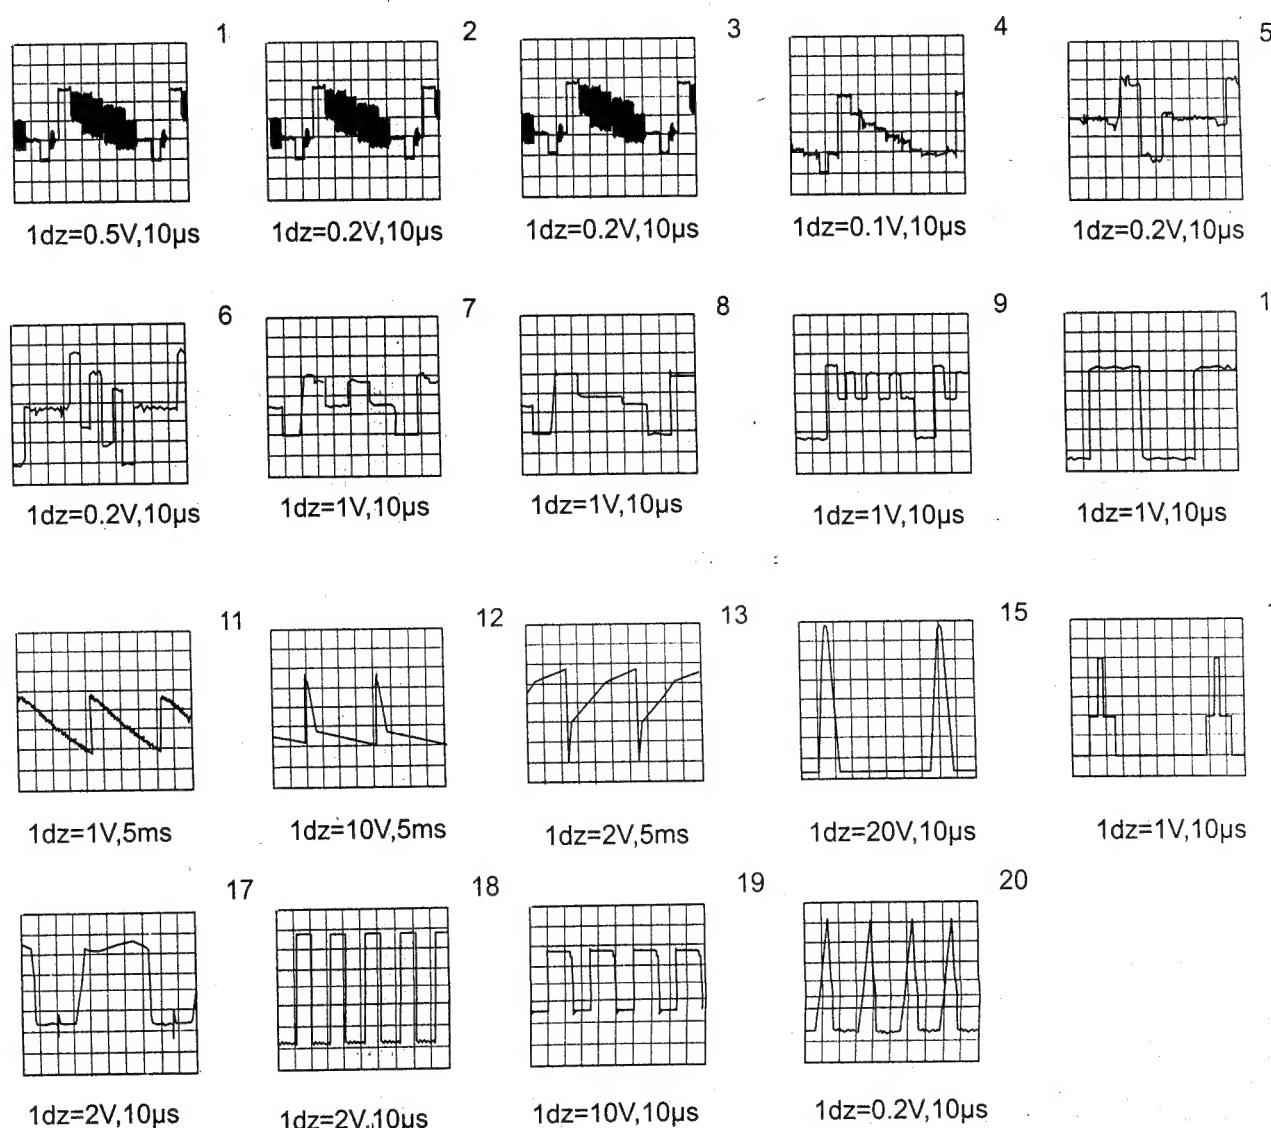 1 2 3 4 5
1dz=0.5V,10µs 1dz=0.2V,10µs 1dz=0.2V,10µs 1dz=0.1V,10µs 1dz=0.2V,10µs
6 7 8 9 1
1dz=0.2V,10µs 1dz=1V,10µs 1dz=1V,10µs 1dz=1V,10µs 1dz=1V,10µs
11 12 13 15
1dz=1V,5ms 1dz=10V,5ms 1dz=2V,5ms 1dz=20V,10µs 1dz=1V,10µs
17 18 19 20
1dz=2V,10µs 1dz=2V,10µs 1dz=10V,10µs 1dz=0.2V,10µs